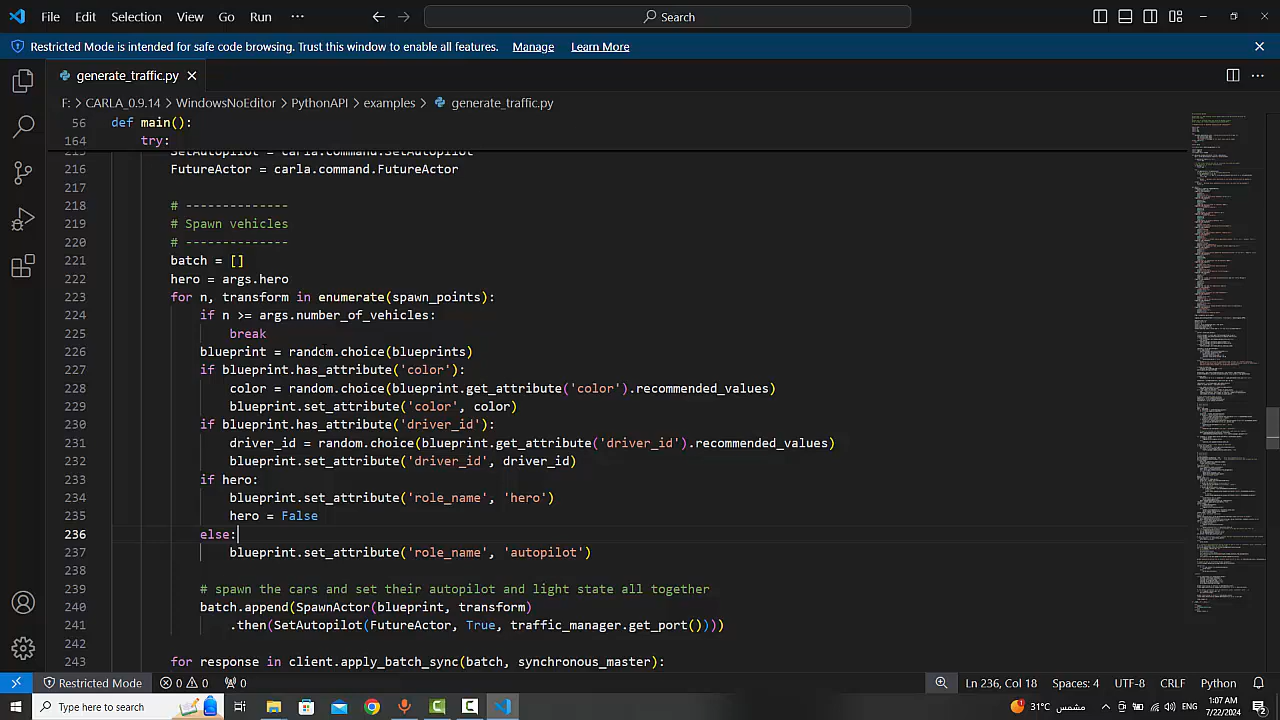 File Edit Selection View Go Run ··· Search
Restricted Mode is intended for safe code browsing. Trust this window to enable all features. Manage Learn More
generate_traffic.py
F: > CARLA_0.9.14 > WindowsNoEditor > PythonAPI > examples > generate_traffic.py
56 def main():
164 try:
216 FutureActor = carla.command.FutureActor
217
218 # --------------
219 # Spawn vehicles
220 # --------------
221 batch = []
222 hero = args.hero
223 for n, transform in enumerate(spawn_points):
224 if n >= args.number_of_vehicles:
225 break
226 blueprint = random.choice(blueprints)
227 if blueprint.has_attribute('color'):
228 color = random.choice(blueprint.get_attribute('color').recommended_values)
229 blueprint.set_attribute('color', color)
230 if blueprint.has_attribute('driver_id'):
231 driver_id = random.choice(blueprint.get_attribute('driver_id').recommended_values)
232 blueprint.set_attribute('driver_id', driver_id)
233 if hero:
234 blueprint.set_attribute('role_name', 'hero')
235 hero = False
236 else:
237 blueprint.set_attribute('role_name', 'autopilot')
238
239 # spawn the cars and set their autopilot and light state all together
240 batch.append(SpawnActor(blueprint, transform)
241 .then(SetAutopilot(FutureActor, True, traffic_manager.get_port())))
242
243 for response in client.apply_batch_sync(batch, synchronous_master):
Restricted Mode 0 0 0 Ln 236, Col 18 Spaces: 4 UTF-8 CRLF Python
Type here to search 31°C مشمس 1:07 AM
7/22/2024